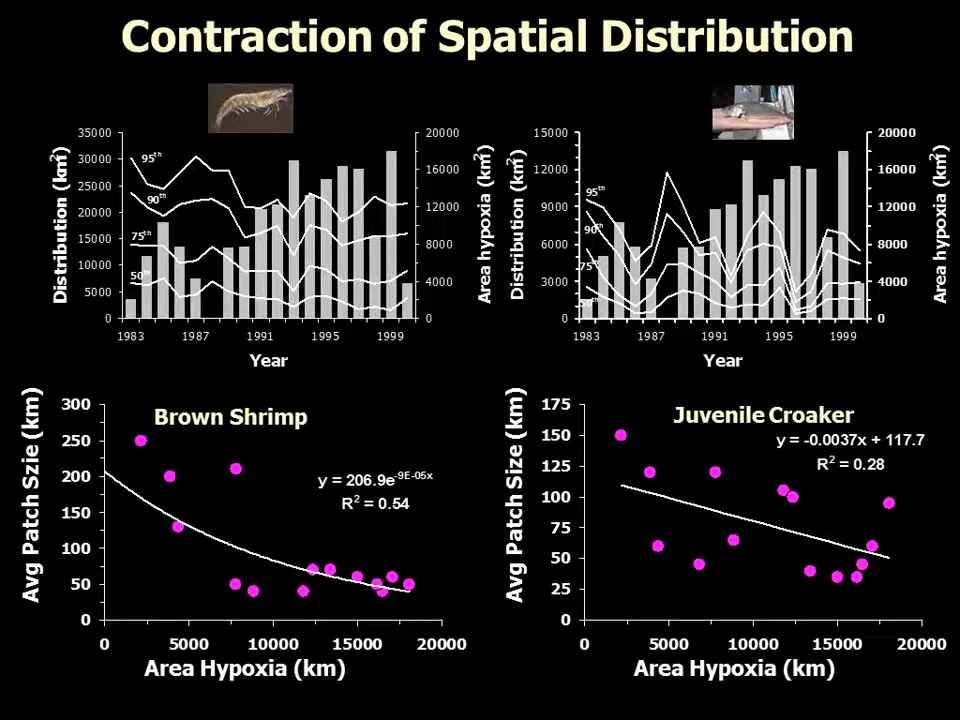 Contraction of Spatial Distribution
Distribution (km²)
35000
30000
25000
20000
15000
10000
5000
0
95th
90th
75th
50th
20000
16000
12000
8000
4000
0
Area hypoxia (km²)
1983 1987 1991 1995 1999
Year
Distribution (km²)
15000
12000
9000
6000
3000
0
95th
90th
75th
50th
20000
16000
12000
8000
4000
0
Area hypoxia (km²)
1983 1987 1991 1995 1999
Year
Avg Patch Szie (km)
300
250
200
150
100
50
0
Brown Shrimp
y = 206.9e-9E-05x
R² = 0.54
0 5000 10000 15000 20000
Area Hypoxia (km)
Avg Patch Size (km)
175
150
125
100
75
50
25
0
Juvenile Croaker
y = -0.0037x + 117.7
R² = 0.28
0 5000 10000 15000 20000
Area Hypoxia (km)